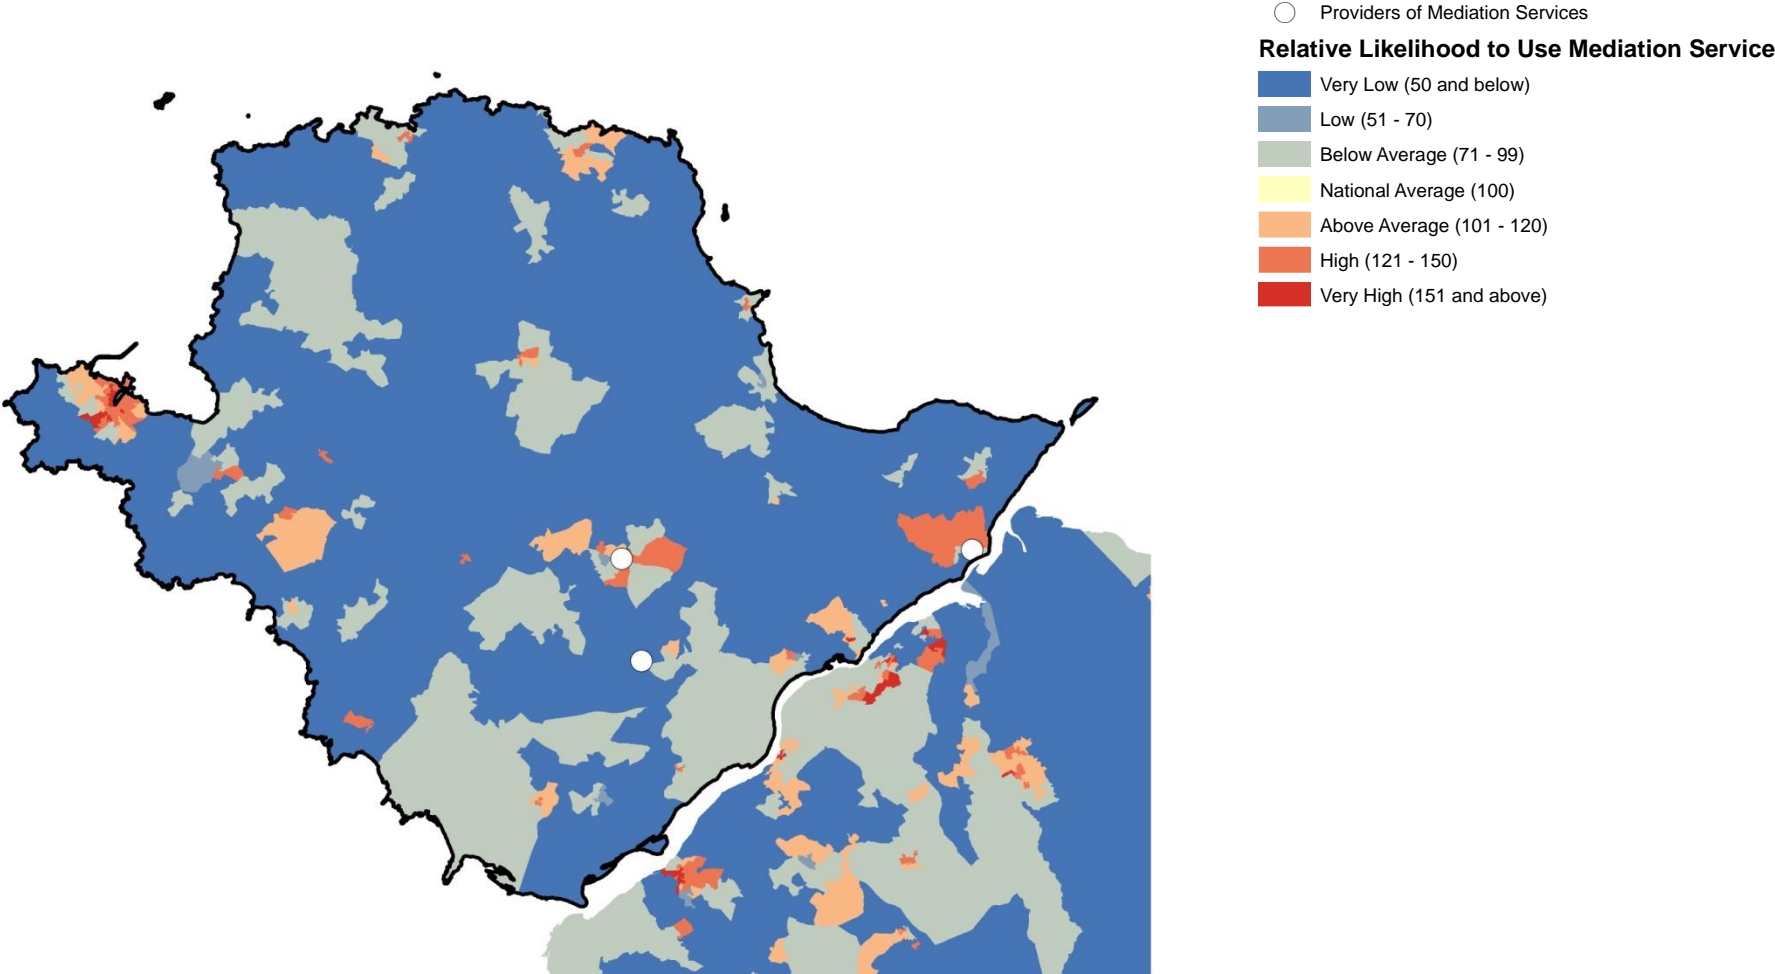 Providers of Mediation Services
Relative Likelihood to Use Mediation Service
Very Low (50 and below)
Low (51 - 70)
Below Average (71 - 99)
National Average (100)
Above Average (101 - 120)
High (121 - 150)
Very High (151 and above)